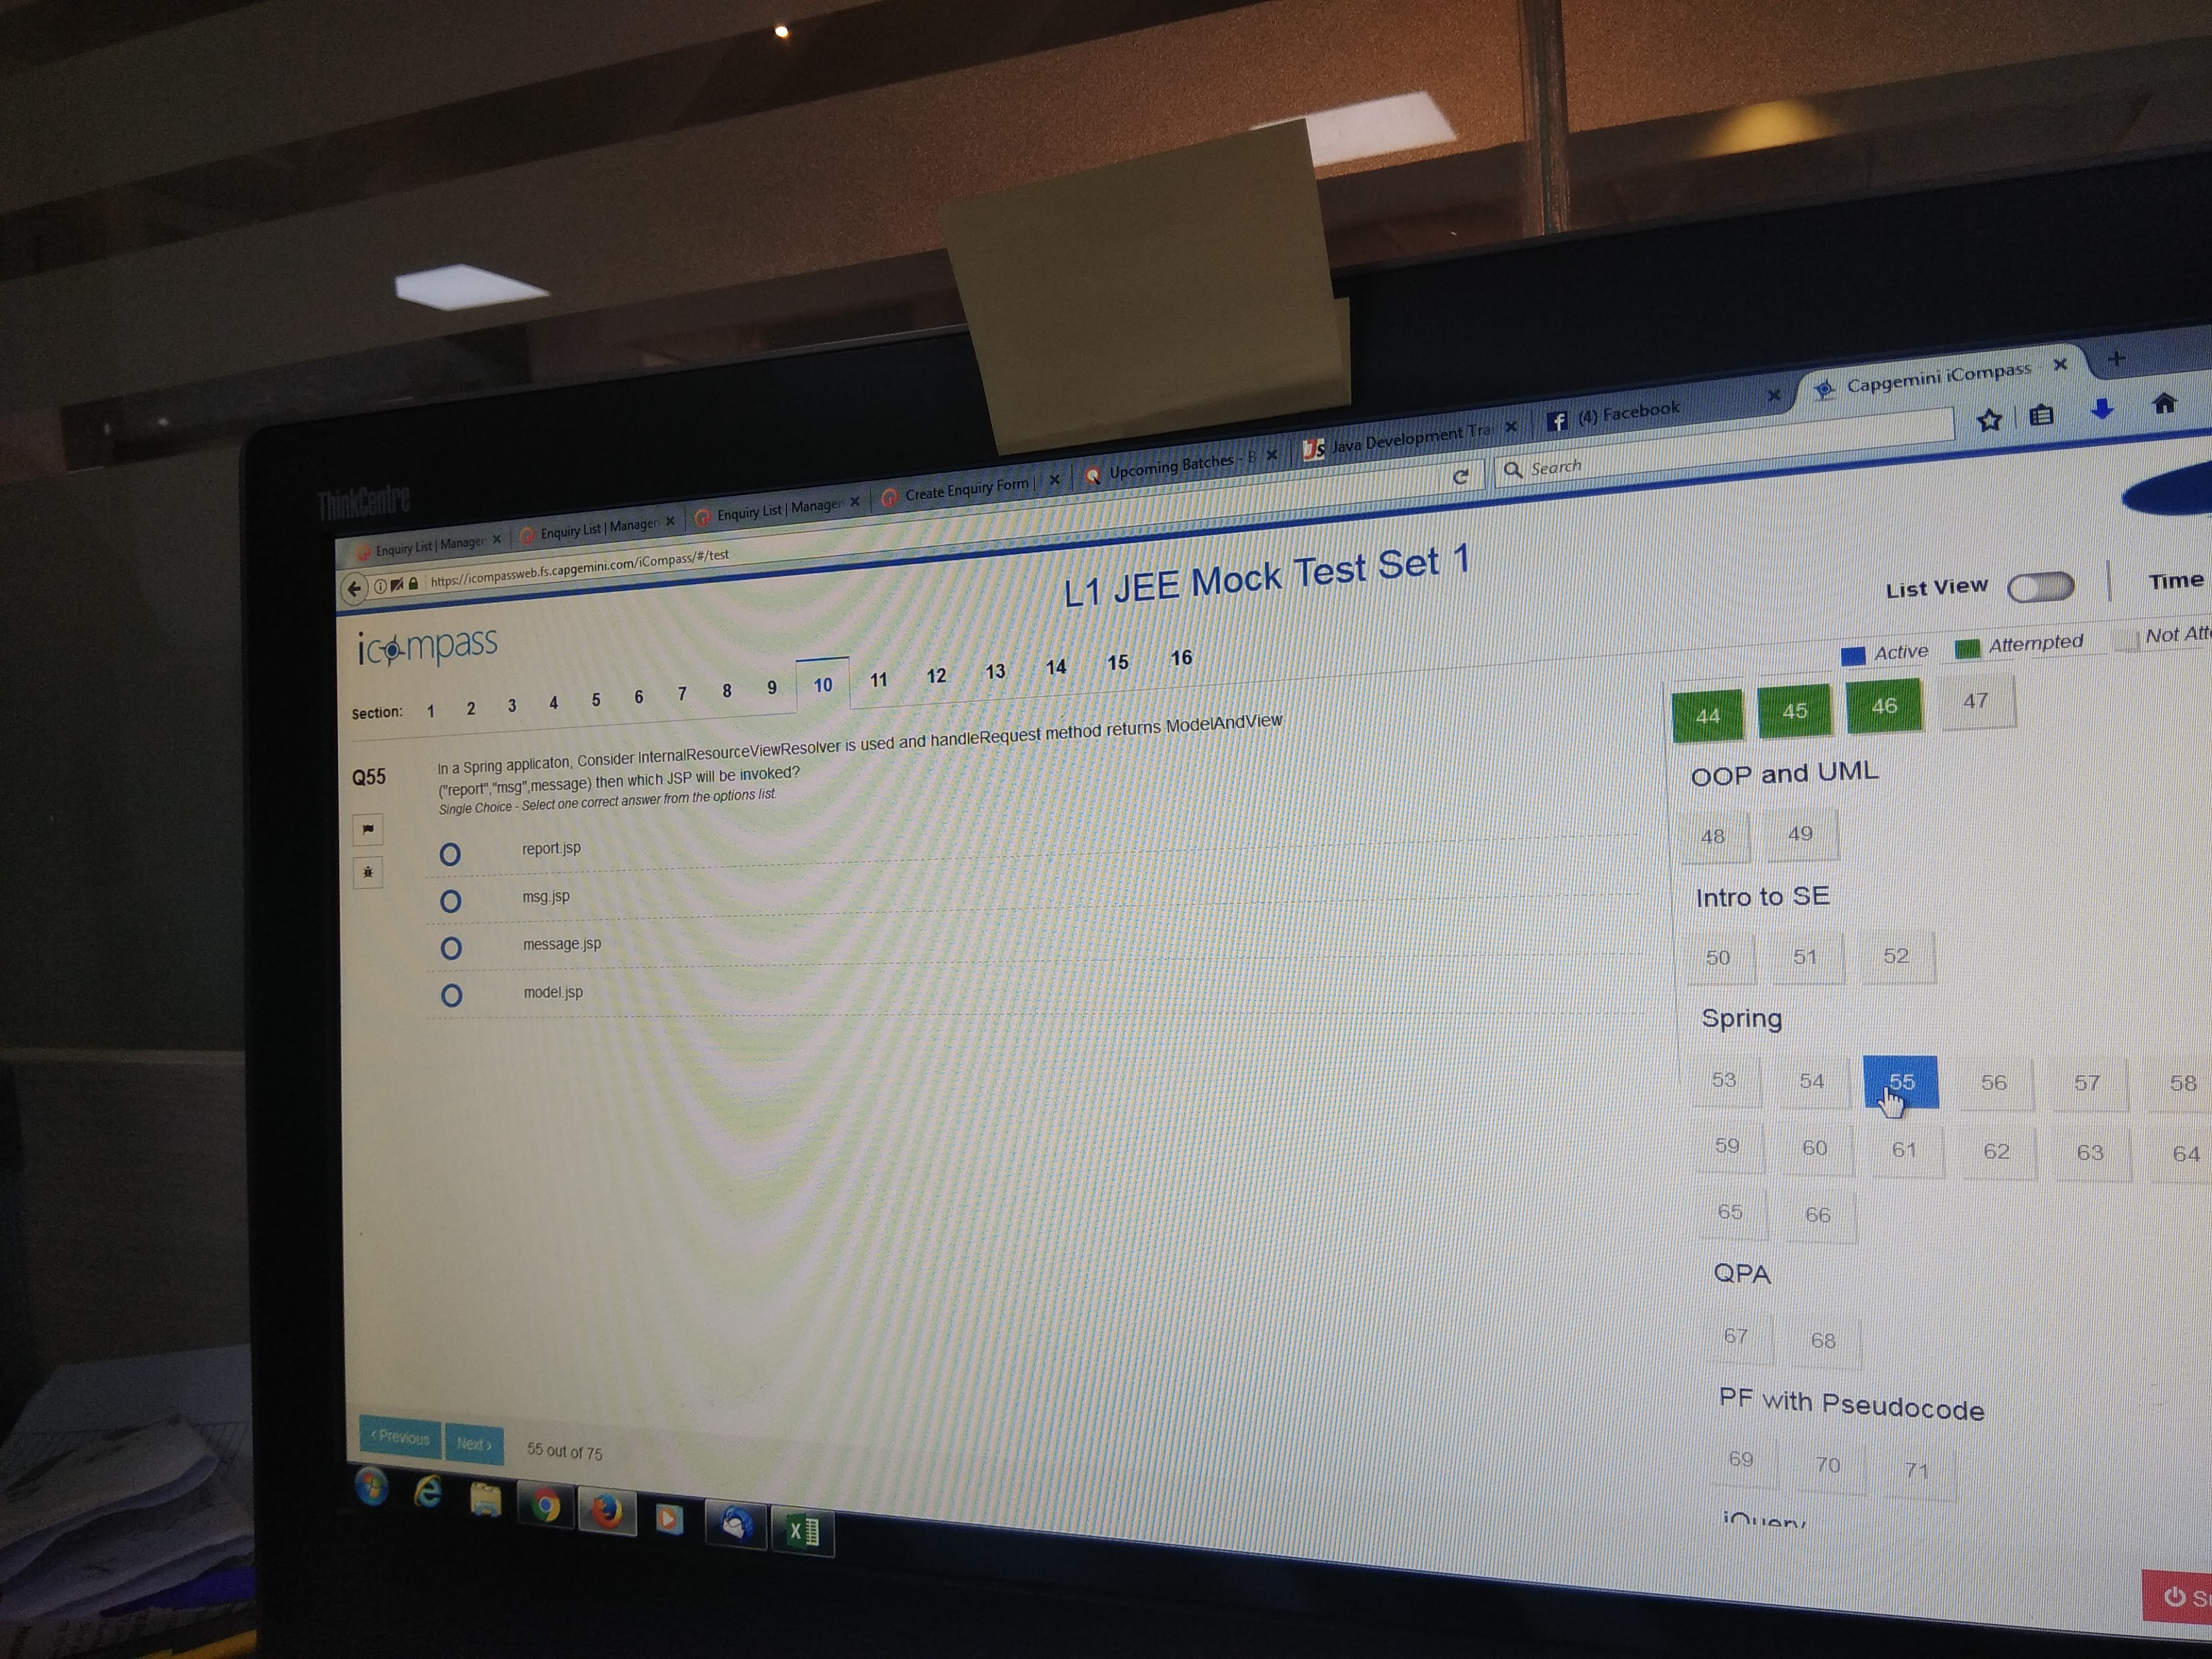 ThinkCentre
Enquiry List | Manager
Enquiry List | Manager
Enquiry List | Manager
Create Enquiry Form |
Upcoming Batches - B
Java Development Tra
(4) Facebook
Capgemini iCompass
https://icompassweb.fs.capgemini.com/iCompass/#/test
Search
icompass
L1 JEE Mock Test Set 1
List View
Time
Active
Attempted
Not Att
Section: 1 2 3 4 5 6 7 8 9 10 11 12 13 14 15 16
Q55
In a Spring applicaton, Consider InternalResourceViewResolver is used and handleRequest method returns ModelAndView
("report","msg",message) then which JSP will be invoked?
Single Choice - Select one correct answer from the options list.
report.jsp
msg.jsp
message.jsp
model.jsp
44 45 46 47
OOP and UML
48 49
Intro to SE
50 51 52
Spring
53 54 55 56 57 58
59 60 61 62 63 64
65 66
QPA
67 68
PF with Pseudocode
69 70 71
jQuery
‹ Previous
Next ›
55 out of 75